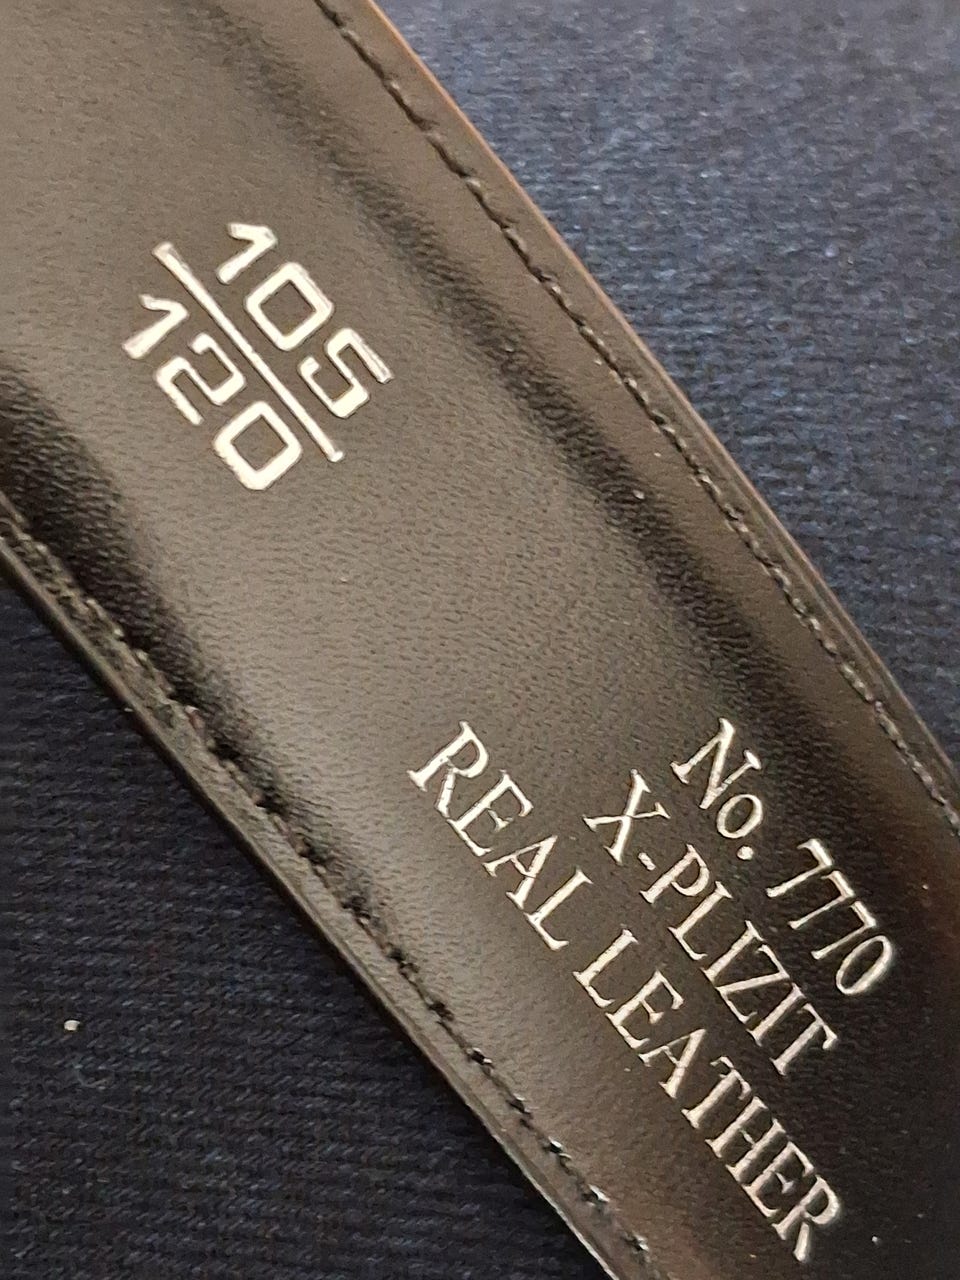 105
120
No. 7770
X-PLIZIT
REAL LEATHER